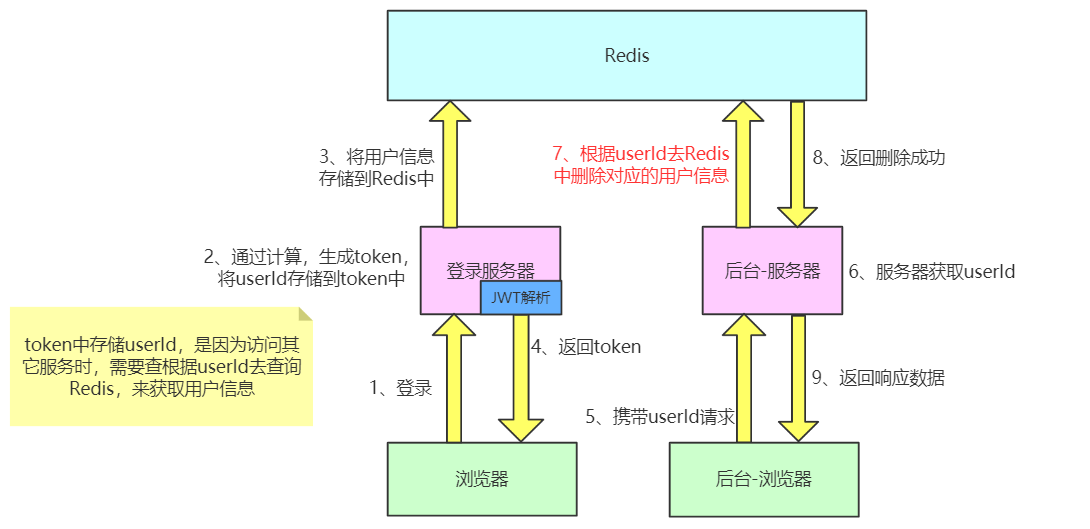 Redis
3、将用户信息
存储到Redis中
7、根据userId去Redis
中删除对应的用户信息
8、返回删除成功
2、通过计算，生成token，
将userId存储到token中
登录服务器
JWT解析
后台-服务器
6、服务器获取userId
token中存储userId，是因为访问其
它服务时，需要查根据userId去查询
Redis，来获取用户信息
4、返回token
1、登录
9、返回响应数据
5、携带userId请求
浏览器
后台-浏览器